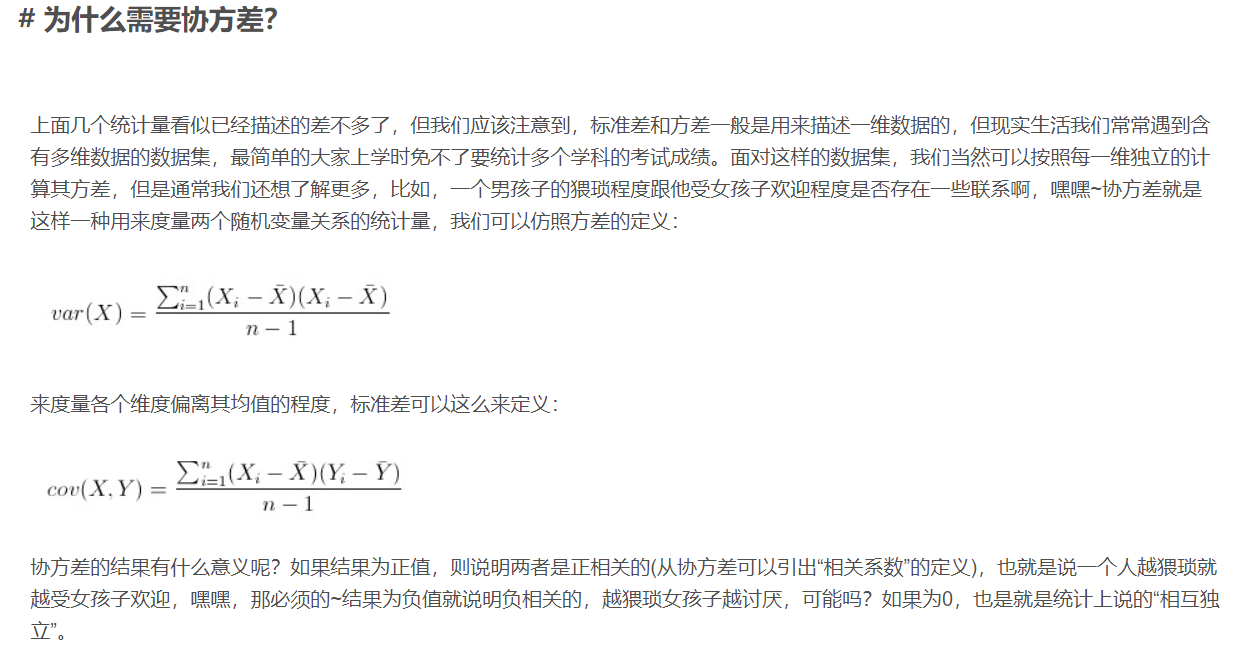 # 为什么需要协方差？
上面几个统计量看似已经描述的差不多了，但我们应该注意到，标准差和方差一般是用来描述一维数据的，但现实生活我们常常遇到含
有多维数据的数据集，最简单的大家上学时免不了要统计多个学科的考试成绩。面对这样的数据集，我们当然可以按照每一维独立的计
算其方差，但是通常我们还想了解更多，比如，一个男孩子的猥琐程度跟他受女孩子欢迎程度是否存在一些联系啊，嘿嘿~协方差就是
这样一种用来度量两个随机变量关系的统计量，我们可以仿照方差的定义：
var(X) = \frac{\sum_{i=1}^{n}(X_i - \bar{X})(X_i - \bar{X})}{n - 1}
来度量各个维度偏离其均值的程度，标准差可以这么来定义：
cov(X,Y) = \frac{\sum_{i=1}^{n}(X_i - \bar{X})(Y_i - \bar{Y})}{n - 1}
协方差的结果有什么意义呢？如果结果为正值，则说明两者是正相关的(从协方差可以引出“相关系数”的定义)，也就是说一个人越猥琐就
越受女孩子欢迎，嘿嘿，那必须的~结果为负值就说明负相关的，越猥琐女孩子越讨厌，可能吗？如果为0，也是就是统计上说的“相互独
立”。